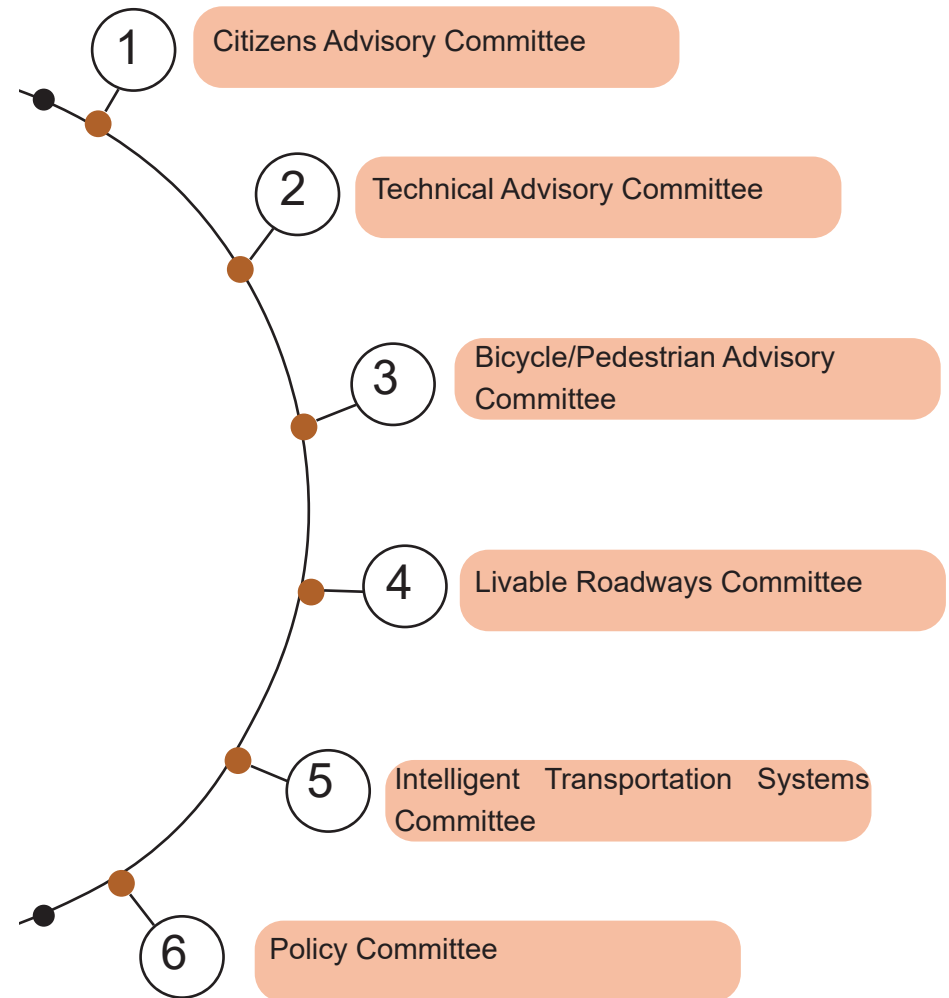 1
Citizens Advisory Committee
2
Technical Advisory Committee
3
Bicycle/Pedestrian Advisory
Committee
4
Livable Roadways Committee
5
Intelligent Transportation Systems
Committee
6
Policy Committee